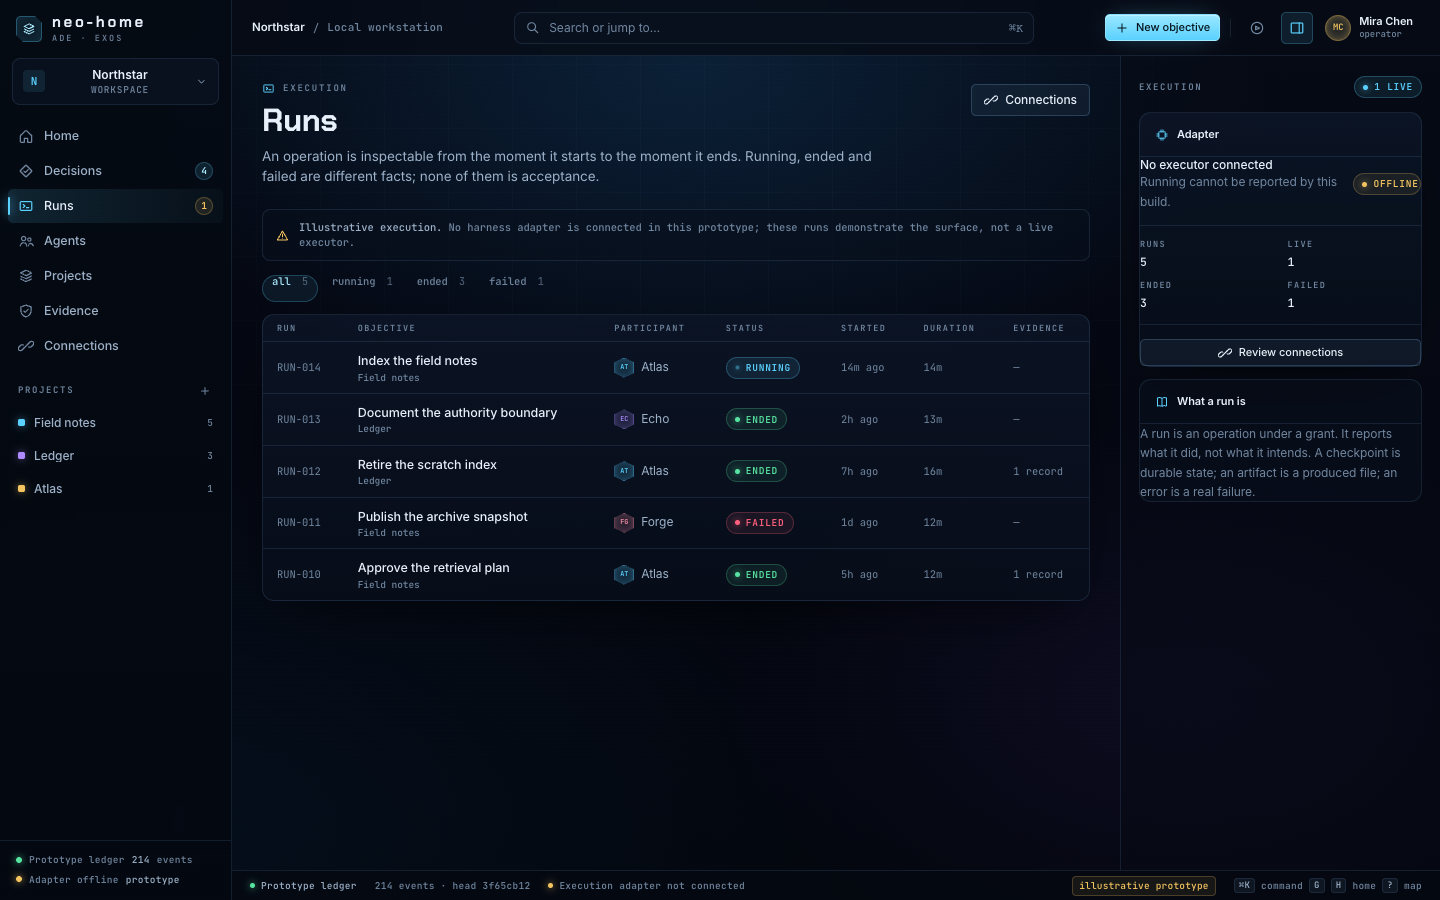 neo-home
ADE · EXOS
N
Northstar
WORKSPACE
Home
Decisions 4
Runs 1
Agents
Projects
Evidence
Connections
PROJECTS +
Field notes 5
Ledger 3
Atlas 1
Prototype ledger 214 events
Adapter offline prototype
Northstar / Local workstation
Search or jump to... ⌘K
+ New objective
MC
Mira Chen
operator
EXECUTION
Runs
Connections
An operation is inspectable from the moment it starts to the moment it ends. Running, ended and
failed are different facts; none of them is acceptance.
Illustrative execution. No harness adapter is connected in this prototype; these runs demonstrate the surface, not a live
executor.
all 5 running 1 ended 3 failed 1
RUN OBJECTIVE PARTICIPANT STATUS STARTED DURATION EVIDENCE
RUN-014 Index the field notes AT Atlas RUNNING 14m ago 14m —
Field notes
RUN-013 Document the authority boundary EC Echo ENDED 2h ago 13m —
Ledger
RUN-012 Retire the scratch index AT Atlas ENDED 7h ago 16m 1 record
Ledger
RUN-011 Publish the archive snapshot FG Forge FAILED 1d ago 12m —
Field notes
RUN-010 Approve the retrieval plan AT Atlas ENDED 5h ago 12m 1 record
Field notes
EXECUTION 1 LIVE
Adapter
No executor connected
Running cannot be reported by this
build.
OFFLINE
RUNS LIVE
5 1
ENDED FAILED
3 1
Review connections
What a run is
A run is an operation under a grant. It reports
what it did, not what it intends. A checkpoint is
durable state; an artifact is a produced file; an
error is a real failure.
Prototype ledger 214 events · head 3f65cb12 Execution adapter not connected
illustrative prototype ⌘K command G H home ? map